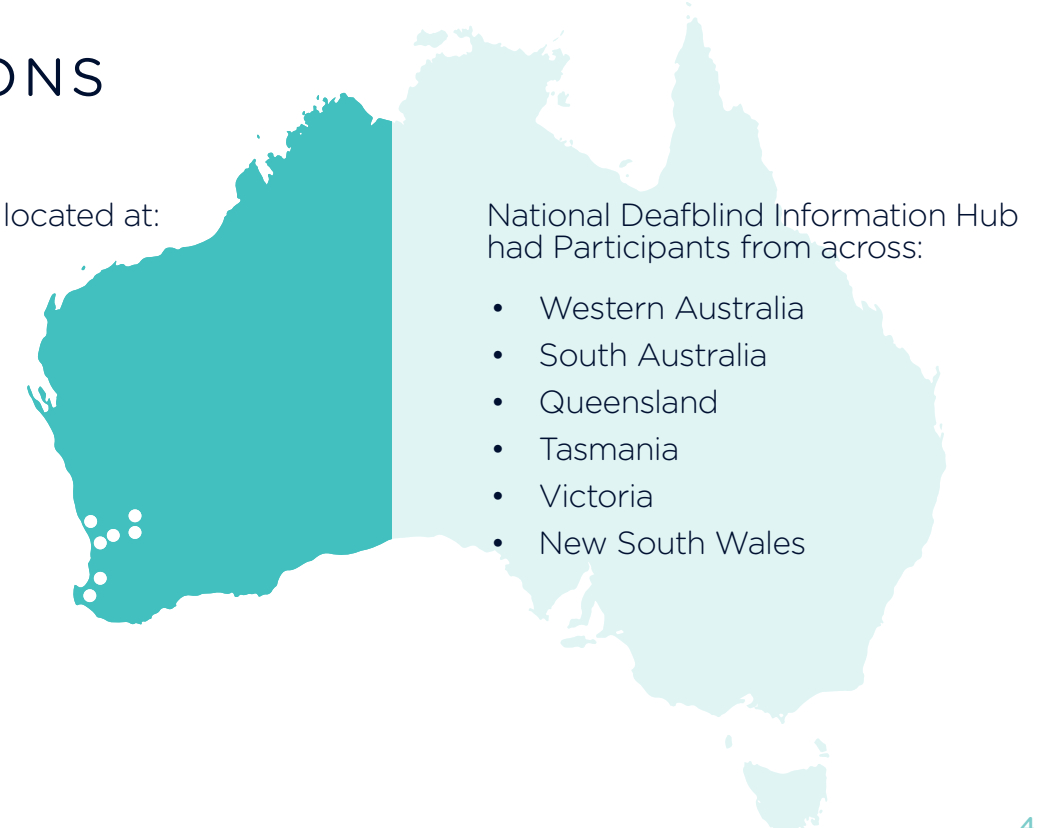 ONS
located at:
National Deafblind Information Hub
had Participants from across:
• Western Australia
• South Australia
• Queensland
• Tasmania
• Victoria
• New South Wales
4